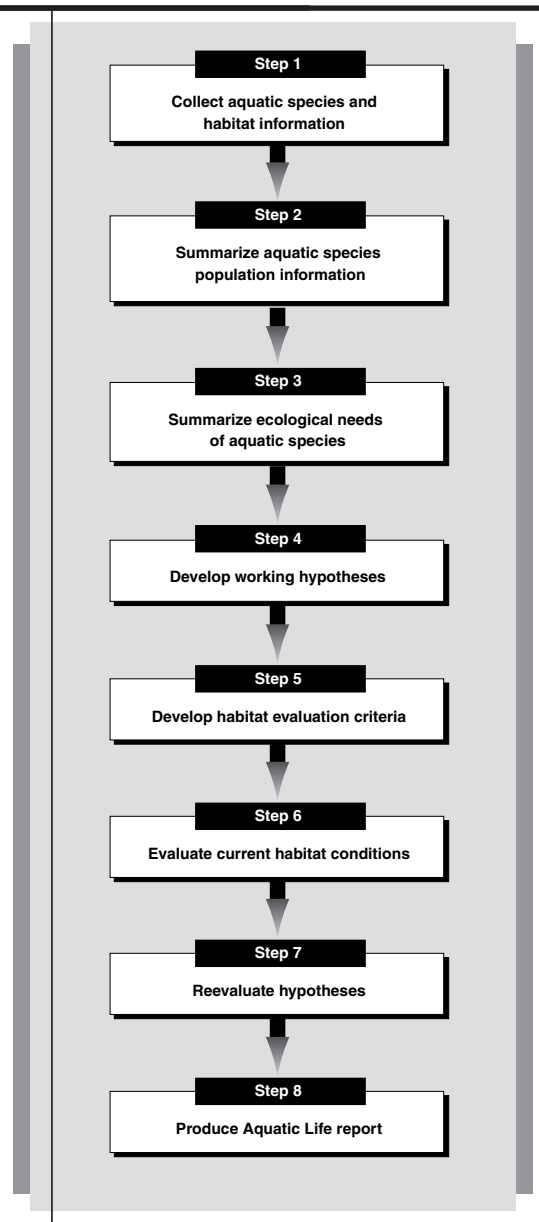 Step 1
Collect aquatic species and
habitat information
Step 2
Summarize aquatic species
population information
Step 3
Summarize ecological needs
of aquatic species
Step 4
Develop working hypotheses
Step 5
Develop habitat evaluation criteria
Step 6
Evaluate current habitat conditions
Step 7
Reevaluate hypotheses
Step 8
Produce Aquatic Life report